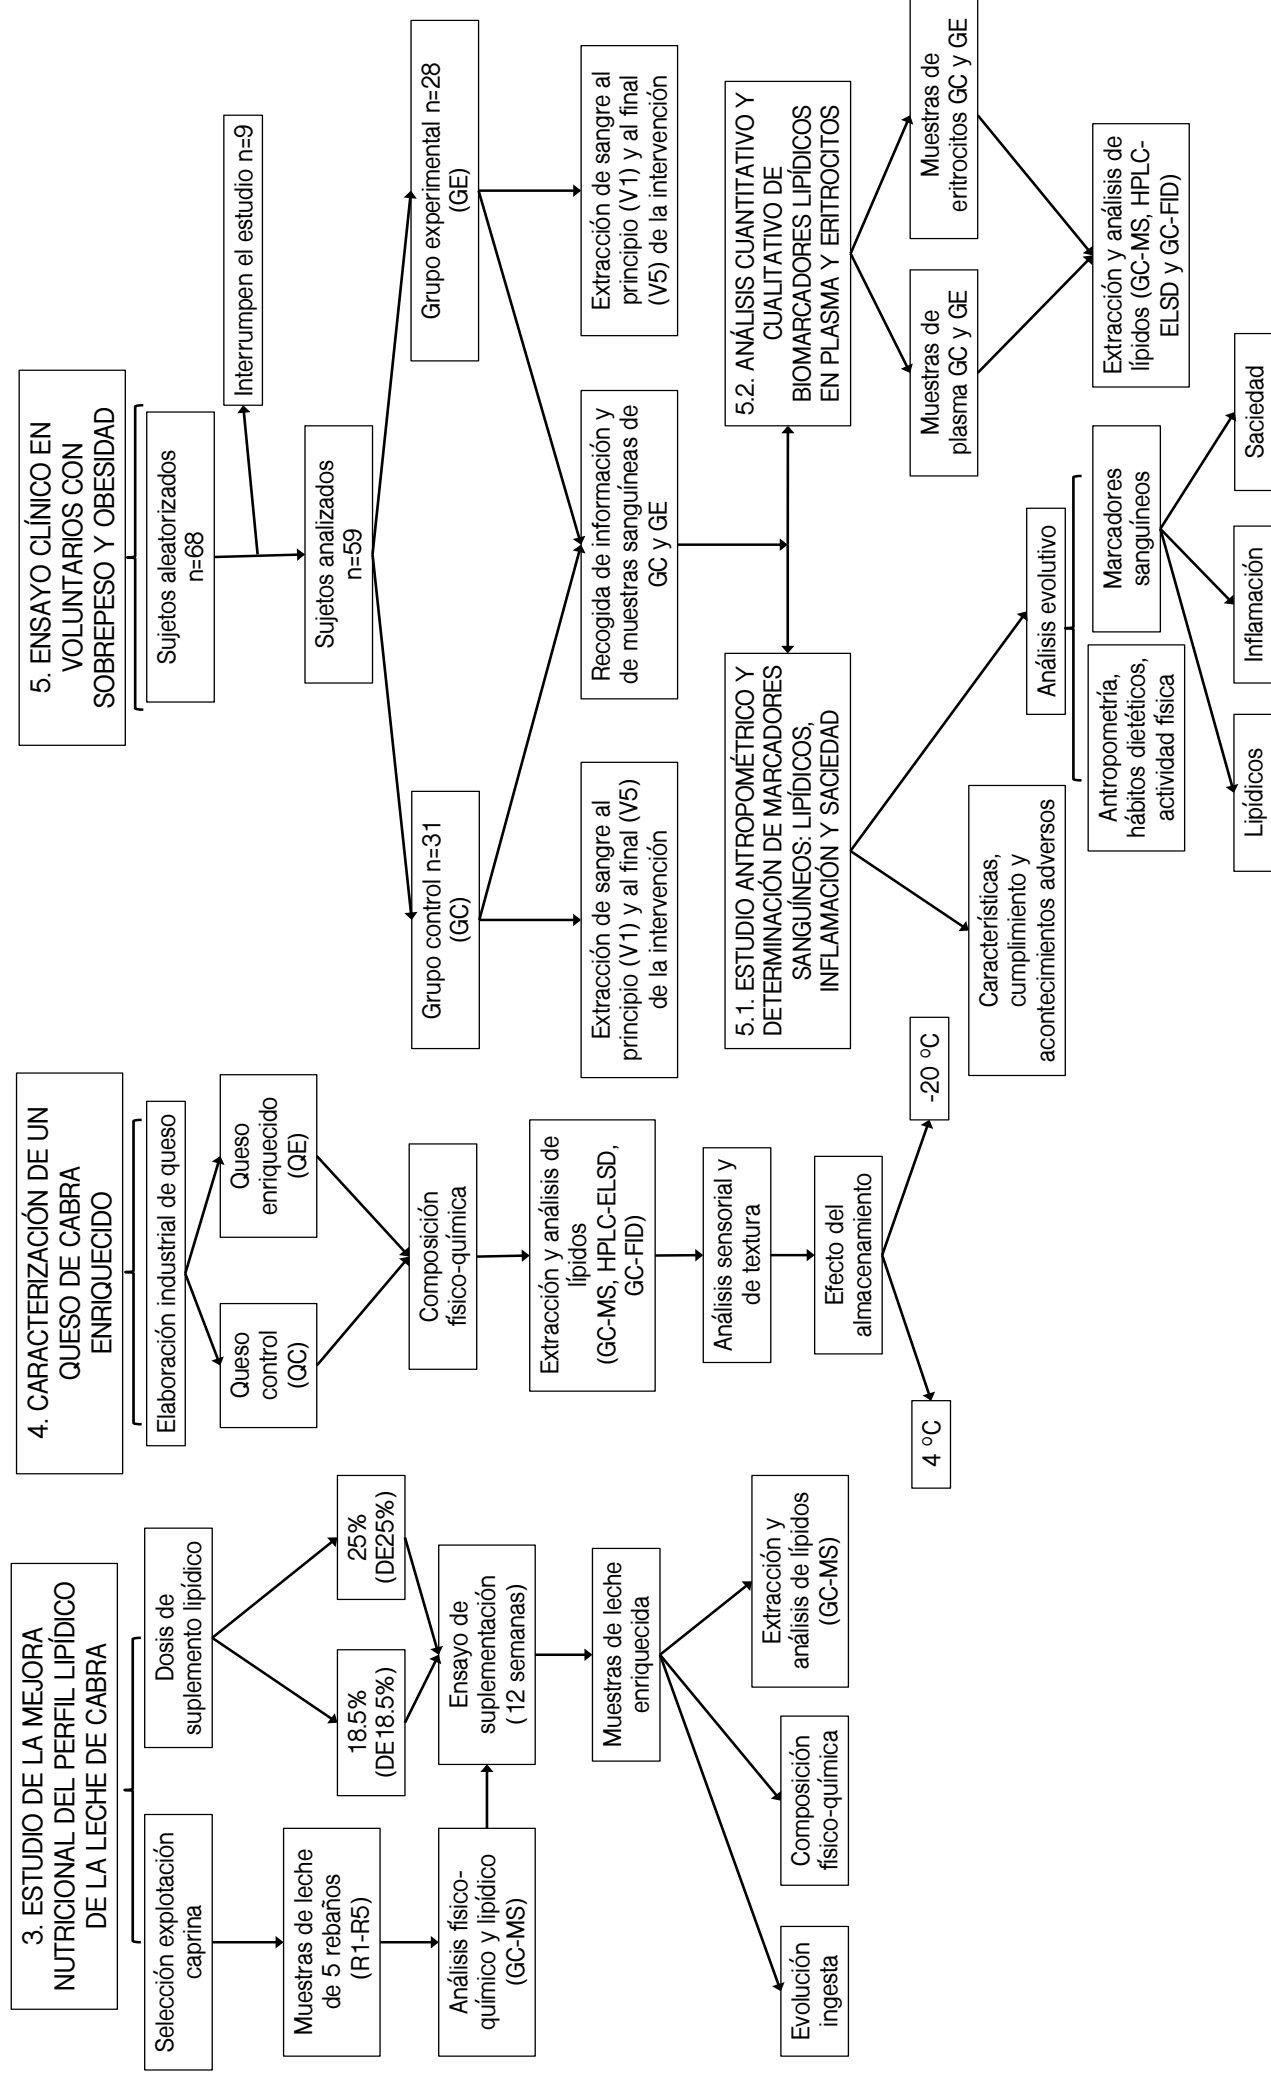 3. ESTUDIO DE LA MEJORA
NUTRICIONAL DEL PERFIL LIPÍDICO
DE LA LECHE DE CABRA
Selección explotación
caprina
Dosis de
suplemento lipídico
Muestras de leche
de 5 rebaños
(R1-R5)
18.5%
(DE18.5%)
25%
(DE25%)
Análisis físico-
químico y lipídico
(GC-MS)
Ensayo de
suplementación
(12 semanas)
Muestras de leche
enriquecida
Evolución
ingesta
Composición
físico-química
Extracción y
análisis de lípidos
(GC-MS)
4. CARACTERIZACIÓN DE UN
QUESO DE CABRA
ENRIQUECIDO
Elaboración industrial de queso
Queso
control
(QC)
Queso
enriquecido
(QE)
Composición
físico-química
Extracción y análisis de
lípidos
(GC-MS, HPLC-ELSD,
GC-FID)
Análisis sensorial y
de textura
Efecto del
almacenamiento
4 ºC
-20 ºC
5. ENSAYO CLÍNICO EN
VOLUNTARIOS CON
SOBREPESO Y OBESIDAD
Sujetos aleatorizados
n=68
Interrumpen el estudio n=9
Sujetos analizados
n=59
Grupo control n=31
(GC)
Grupo experimental n=28
(GE)
Extracción de sangre al
principio (V1) y al final (V5)
de la intervención
Recogida de información y
de muestras sanguíneas de
GC y GE
Extracción de sangre al
principio (V1) y al final
(V5) de la intervención
5.1. ESTUDIO ANTROPOMÉTRICO Y
DETERMINACIÓN DE MARCADORES
SANGUÍNEOS: LIPÍDICOS,
INFLAMACIÓN Y SACIEDAD
5.2. ANÁLISIS CUANTITATIVO Y
CUALITATIVO DE
BIOMARCADORES LIPÍDICOS
EN PLASMA Y ERITROCITOS
Características,
cumplimiento y
acontecimientos adversos
Análisis evolutivo
Antropometría,
hábitos dietéticos,
actividad física
Marcadores
sanguíneos
Lipídicos
Inflamación
Saciedad
Muestras de
plasma GC y GE
Muestras de
eritrocitos GC y GE
Extracción y análisis de
lípidos (GC-MS, HPLC-
ELSD y GC-FID)